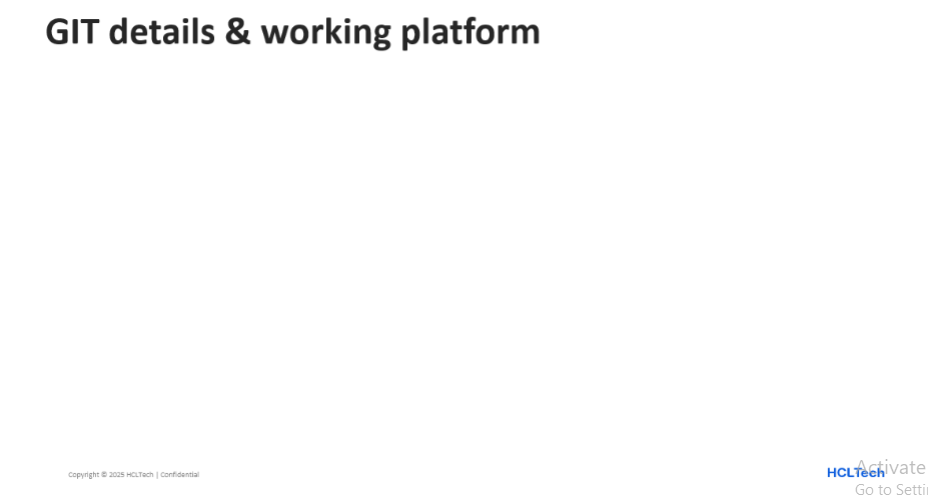 GIT details & working platform
Copyright © 2025 HCLTech | Confidential
HCLTech
Activate
Go to Setti